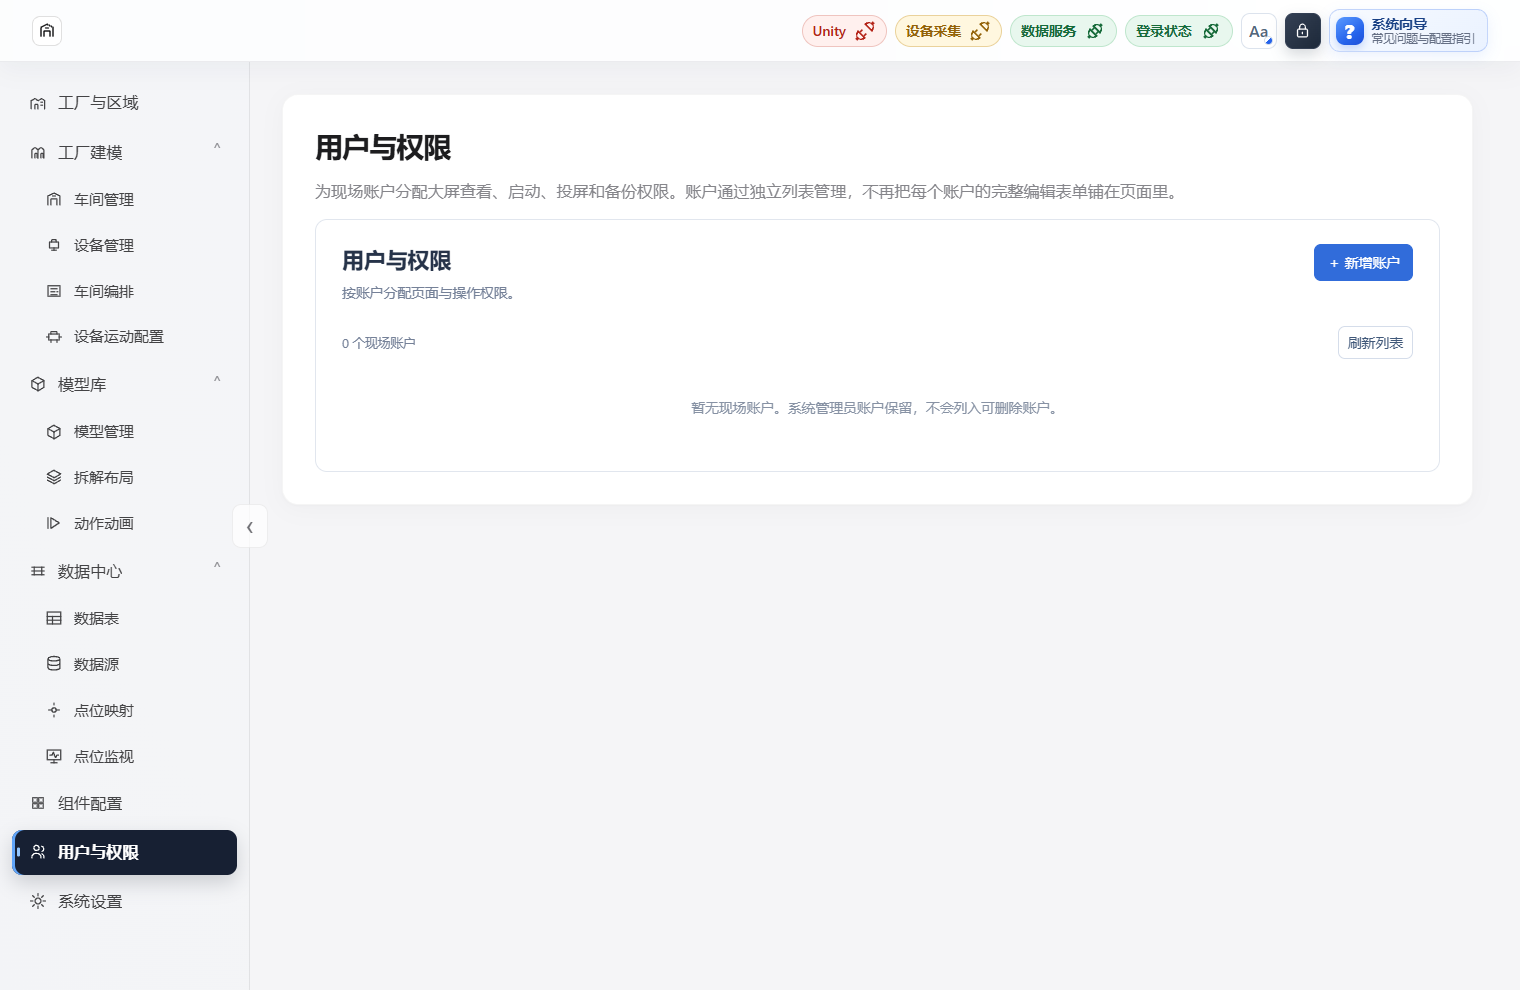 Unity
设备采集
数据服务
登录状态
Aa
?
系统向导
常见问题与配置指引
工厂与区域
工厂建模
车间管理
设备管理
车间编排
设备运动配置
模型库
模型管理
拆解布局
动作动画
数据中心
数据表
数据源
点位映射
点位监视
组件配置
用户与权限
系统设置
用户与权限
为现场账户分配大屏查看、启动、投屏和备份权限。账户通过独立列表管理，不再把每个账户的完整编辑表单铺在页面里。
用户与权限
+ 新增账户
按账户分配页面与操作权限。
0 个现场账户
刷新列表
暂无现场账户。系统管理员账户保留，不会列入可删除账户。